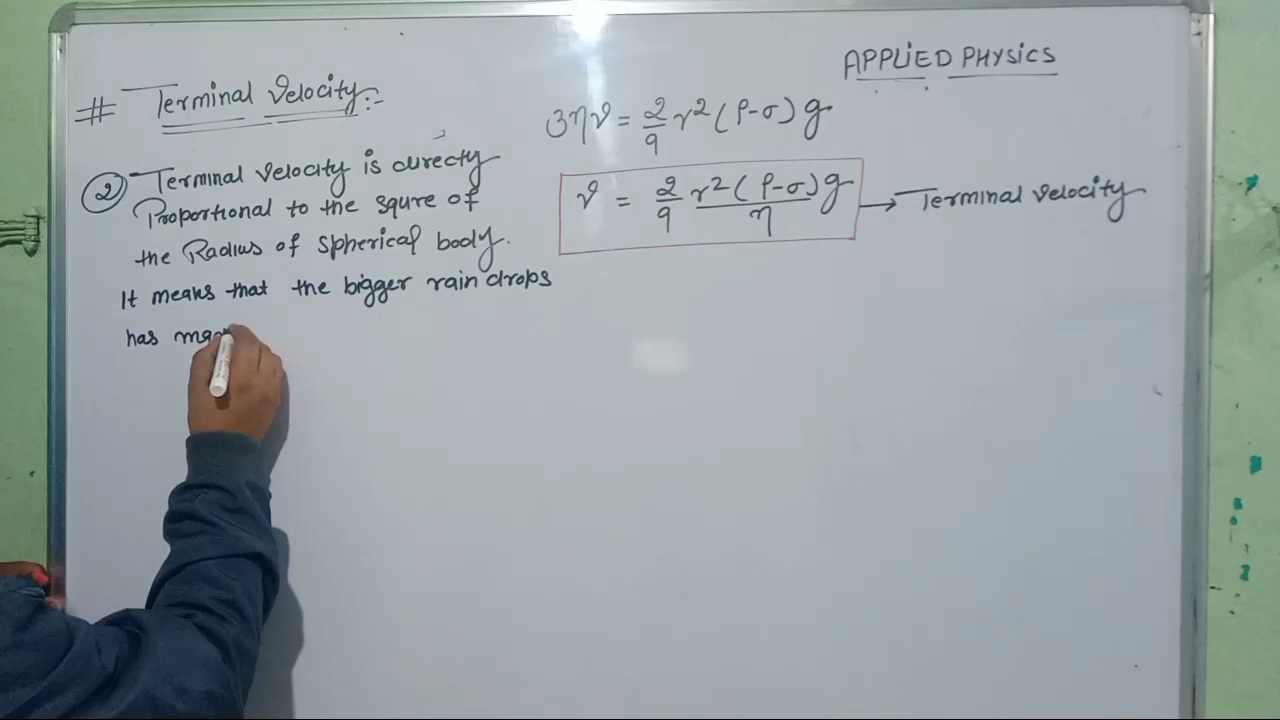 APPLIED PHYSICS
# Terminal Velocity:-
② Terminal Velocity is directy
Proportional to the squre of
the Radius of Spherical body.
It means that the bigger rain drops
has
3ηv = 2/9 r² (ρ-σ) g
v = 2/9 r² (ρ-σ) g / η → Terminal Velocity